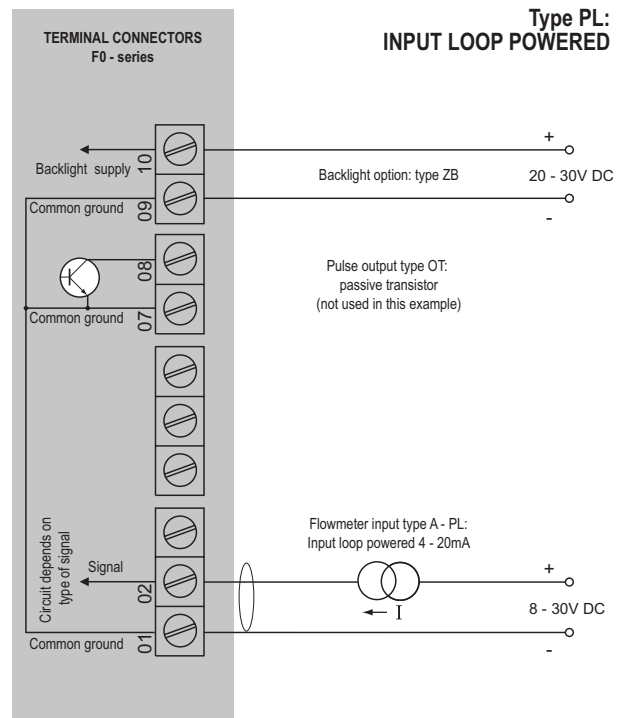 Type PL:
INPUT LOOP POWERED
TERMINAL CONNECTORS
F0 - series
10
Backlight supply
+
Backlight option: type ZB
20 - 30V DC
09
Common ground
-
08
Pulse output type OT:
passive transistor
(not used in this example)
07
Common ground
Flowmeter input type A - PL:
Input loop powered 4 - 20mA
Circuit depends on
type of signal
Signal
02
+
I
8 - 30V DC
01
Common ground
-